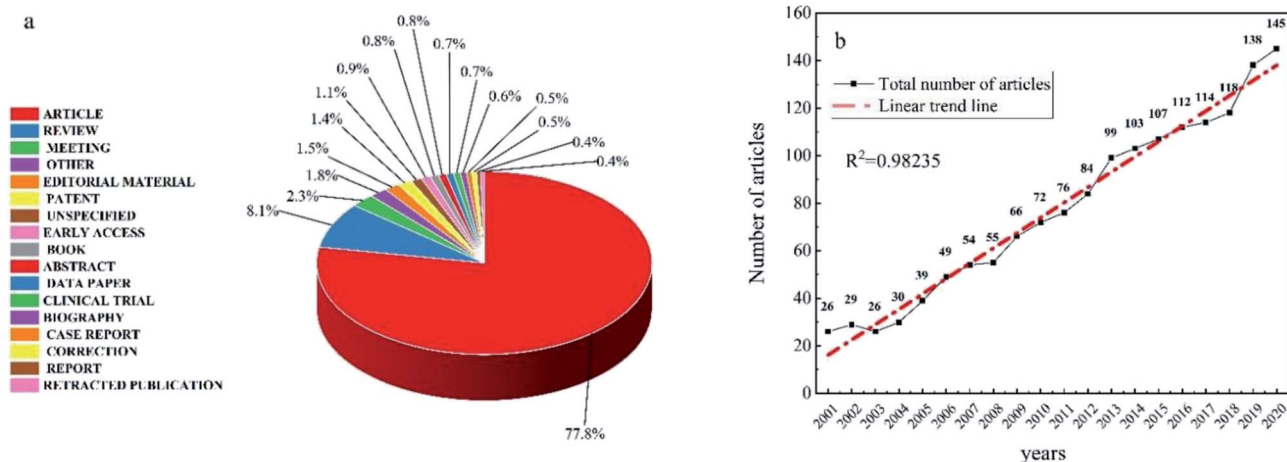 a
ARTICLE
REVIEW
MEETING
OTHER
EDITORIAL MATERIAL
PATENT
UNSPECIFIED
EARLY ACCESS
BOOK
ABSTRACT
DATA PAPER
CLINICAL TRIAL
BIOGRAPHY
CASE REPORT
CORRECTION
REPORT
RETRACTED PUBLICATION
77.8%
8.1%
2.3%
1.8%
1.5%
1.4%
1.1%
0.9%
0.8%
0.8%
0.7%
0.7%
0.6%
0.5%
0.5%
0.4%
0.4%
b
Total number of articles
Linear trend line
R²=0.98235
Number of articles
160
140
120
100
80
60
40
20
0
26
29
26
30
39
49
54
55
66
72
76
84
99
103
107
112
114
118
138
145
2001
2002
2003
2004
2005
2006
2007
2008
2009
2010
2011
2012
2013
2014
2015
2016
2017
2018
2019
2020
years